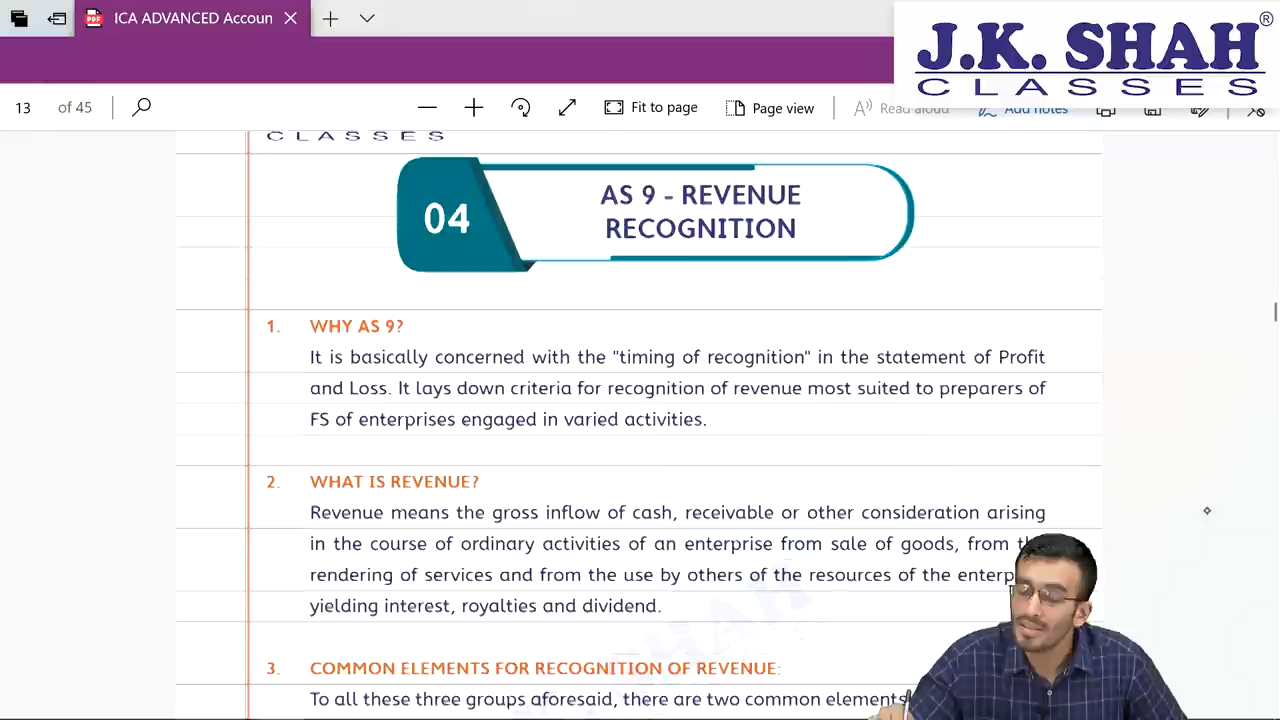 ICA ADVANCED Accoun
J.K. SHAH®
CLASSES
13 of 45
Fit to page
Page view
Read aloud
Add notes
CLASSES
04
AS 9 - REVENUE
RECOGNITION
1. WHY AS 9?
It is basically concerned with the "timing of recognition" in the statement of Profit
and Loss. It lays down criteria for recognition of revenue most suited to preparers of
FS of enterprises engaged in varied activities.
2. WHAT IS REVENUE?
Revenue means the gross inflow of cash, receivable or other consideration arising
in the course of ordinary activities of an enterprise from sale of goods, from
rendering of services and from the use by others of the resources of the
yielding interest, royalties and dividend.
3. COMMON ELEMENTS FOR RECOGNITION OF REVENUE:
To all these three groups aforesaid, there are two common elements